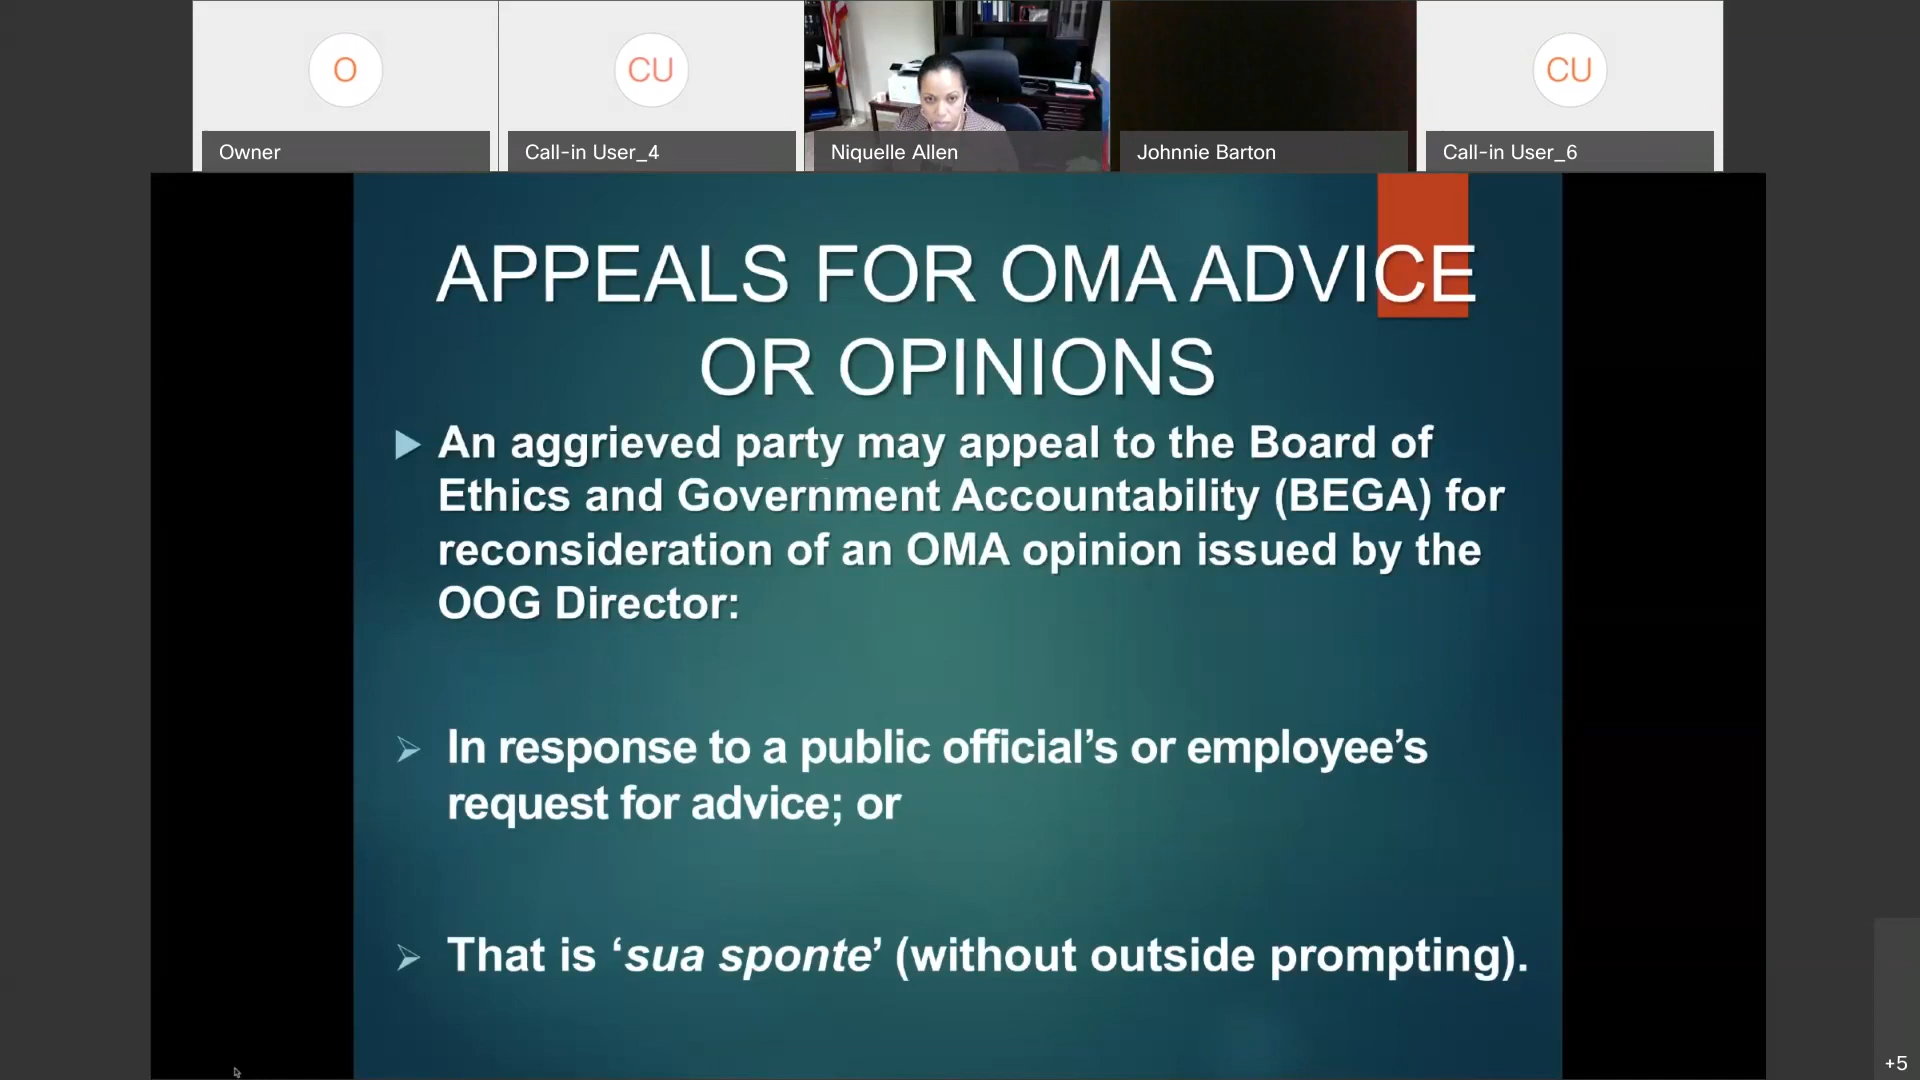 O
CU
CU
Owner
Call-in User_4
Niquelle Allen
Johnnie Barton
Call-in User_6
APPEALS FOR OMA ADVICE
OR OPINIONS
An aggrieved party may appeal to the Board of
Ethics and Government Accountability (BEGA) for
reconsideration of an OMA opinion issued by the
OOG Director:
In response to a public official’s or employee’s
request for advice; or
That is ‘sua sponte’ (without outside prompting).
+5